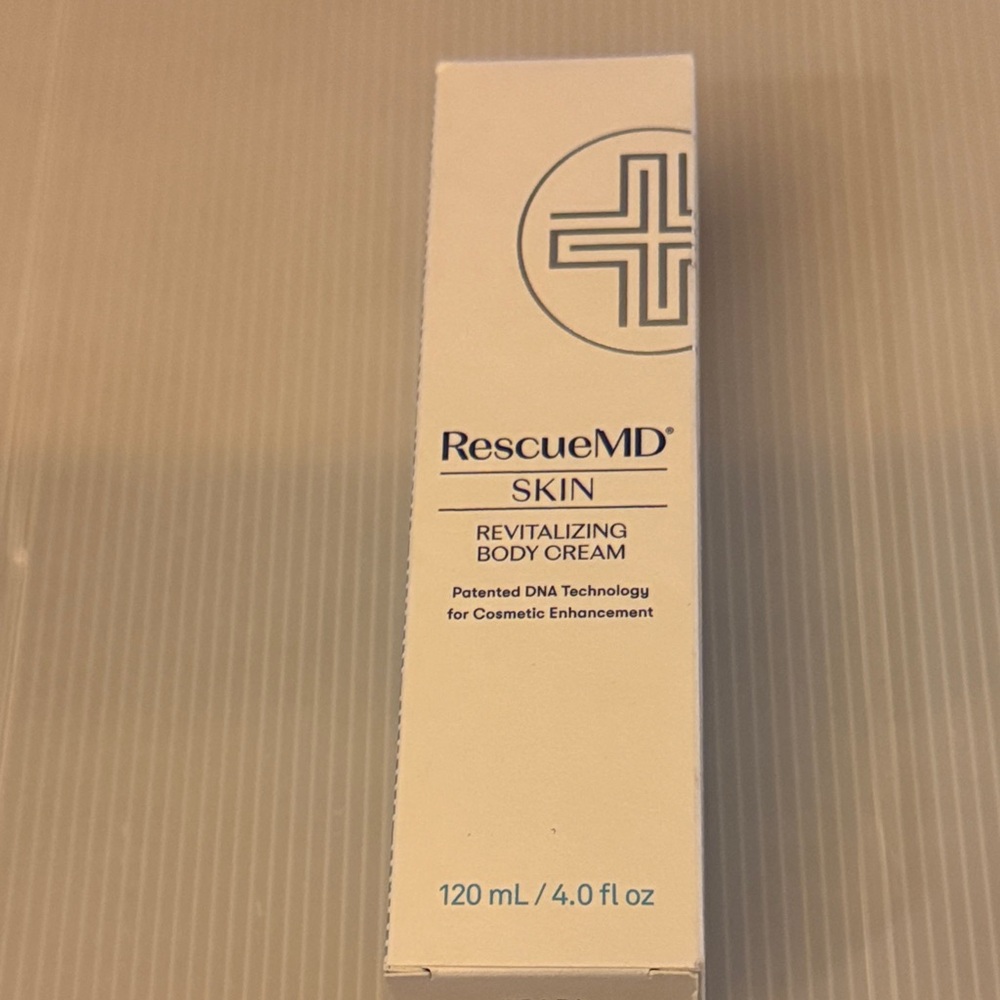 RescueMD®
SKIN
REVITALIZING
BODY CREAM
Patented DNA Technology
for Cosmetic Enhancement
120 mL / 4.0 fl oz